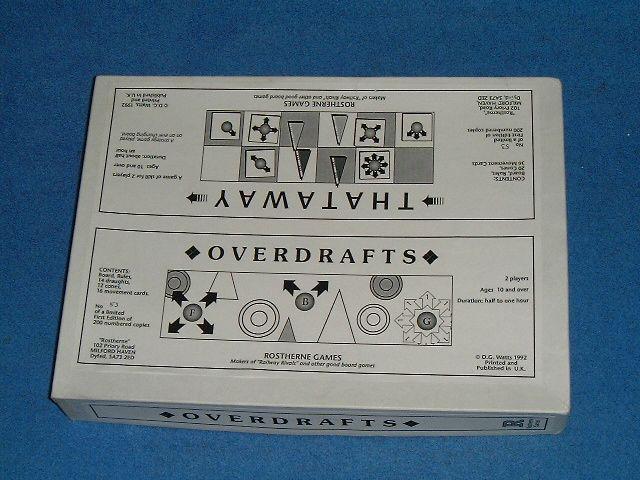 THATAWAY
A game of skill for 2 players
Ages 10 and over
Duration: about half
an hour
A strategy game, played
on an ever changing board
© D.G. Watts, 1992
Printed and
Published in U.K.
CONTENTS:
Board, Rules,
20 Cones,
36 Movement Cards
No 53
of a limited
First Edition of
200 numbered copies
"Rostherne",
102 Priory Road,
MILFORD HAVEN,
Dyfed, SA73 2ED
ROSTHERNE GAMES
Makers of "Railway Rivals" and other good board games
OVERDRAFTS
CONTENTS:
Board, Rules,
14 draughts,
12 cones,
16 movement cards.
No 53
of a limited
First Edition of
200 numbered copies
"Rostherne"
102 Priory Road
MILFORD HAVEN
Dyfed, SA73 2ED
F
B
G
2 players
Ages 10 and over
Duration: half to one hour
ROSTHERNE GAMES
Makers of "Railway Rivals" and other good board games
© D.G. Watts 1992
Printed and
Published in U.K.
OVERDRAFTS
R